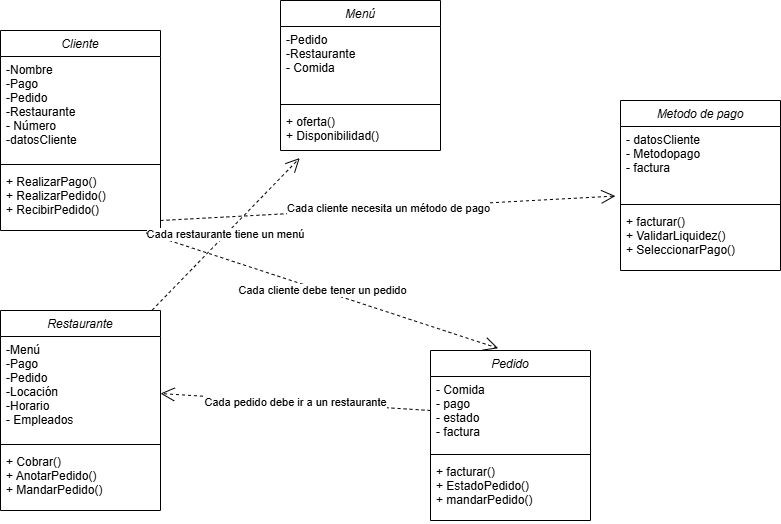 Menú
-Pedido
-Restaurante
- Comida
+ oferta()
+ Disponibilidad()
Cliente
-Nombre
-Pago
-Pedido
-Restaurante
- Número
-datosCliente
+ RealizarPago()
+ RealizarPedido()
+ RecibirPedido()
Metodo de pago
- datosCliente
- Metodopago
- factura
+ facturar()
+ ValidarLiquidez()
+ SeleccionarPago()
Cada cliente necesita un método de pago
Cada restaurante tiene un menú
Cada cliente debe tener un pedido
Restaurante
-Menú
-Pago
-Pedido
-Locación
-Horario
- Empleados
+ Cobrar()
+ AnotarPedido()
+ MandarPedido()
Cada pedido debe ir a un restaurante
Pedido
- Comida
- pago
- estado
- factura
+ facturar()
+ EstadoPedido()
+ mandarPedido()